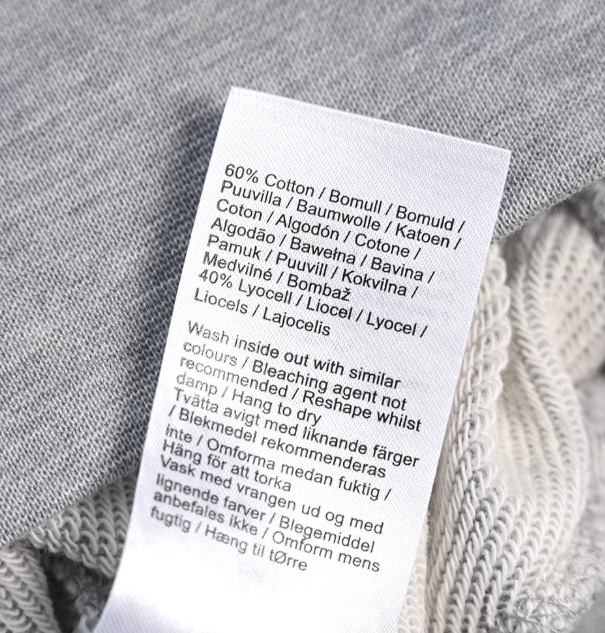 60% Cotton / Bomull / Bomuld /
Puuvilla / Baumwolle / Katoen /
Coton / Algodón / Cotone /
Algodão / Bawełna / Bavina /
Pamuk / Puuvill / Kokvilna /
Medvilné / Bombaž
40% Lyocell / Liocel / Lyocel /
Liocels / Lajocelis
Wash inside out with similar
colours / Bleaching agent not
recommended / Reshape whilst
damp / Hang to dry
Tvätta avigt med liknande färger
/ Blekmedel rekommenderas
inte / Omforma medan fuktig /
Häng för att torka
Vask med vrangen ud og med
lignende farver / Blegemiddel
anbefales ikke / Omform mens
fugtig / Hæng til tØrre